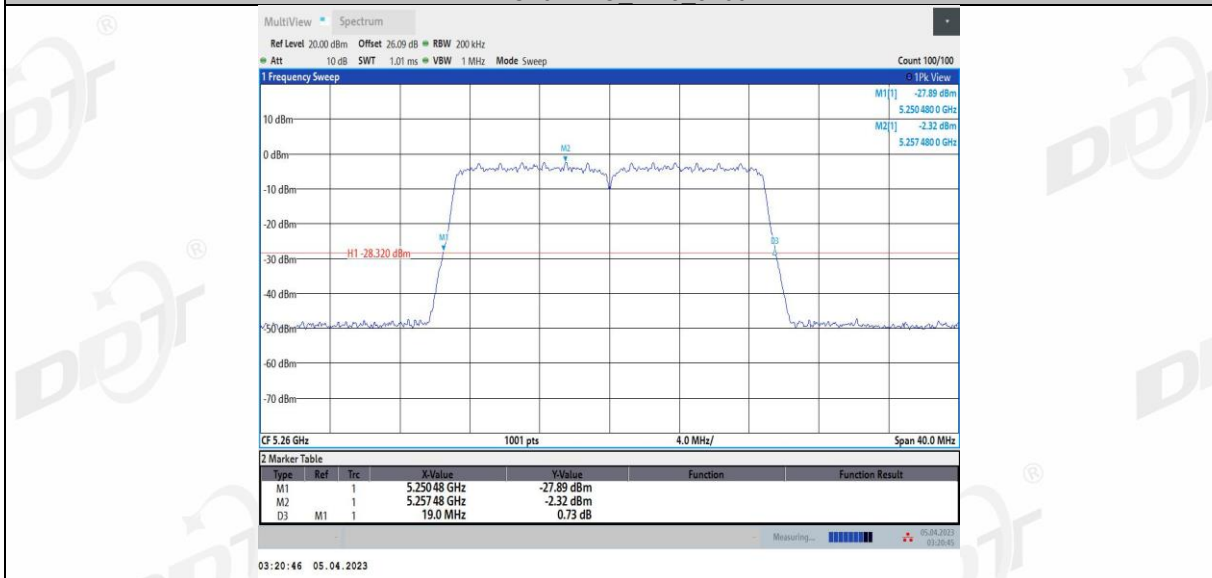 MultiView Spectrum
Ref Level 20.00 dBm Offset 26.09 dB RBW 200 kHz
Att 10 dB SWT 1.01 ms VBW 1 MHz Mode Sweep Count 100/100
1 Frequency Sweep 1Pk View
M1[1] -27.89 dBm
5.250 480 0 GHz
10 dBm
M2[1] -2.32 dBm
5.257 480 0 GHz
M2
0 dBm
-10 dBm
-20 dBm
M1
D3
H1 -28.320 dBm
-30 dBm
-40 dBm
-50 dBm
-60 dBm
-70 dBm
CF 5.26 GHz 1001 pts 4.0 MHz/ Span 40.0 MHz
2 Marker Table
Type Ref Trc X-Value Y-Value Function Function Result
M1 1 5.250 48 GHz -27.89 dBm
M2 1 5.257 48 GHz -2.32 dBm
D3 M1 1 19.0 MHz 0.73 dB
Measuring... 05.04.2023
03:20:45
03:20:46 05.04.2023
DDT
DDT
DDT
DDT